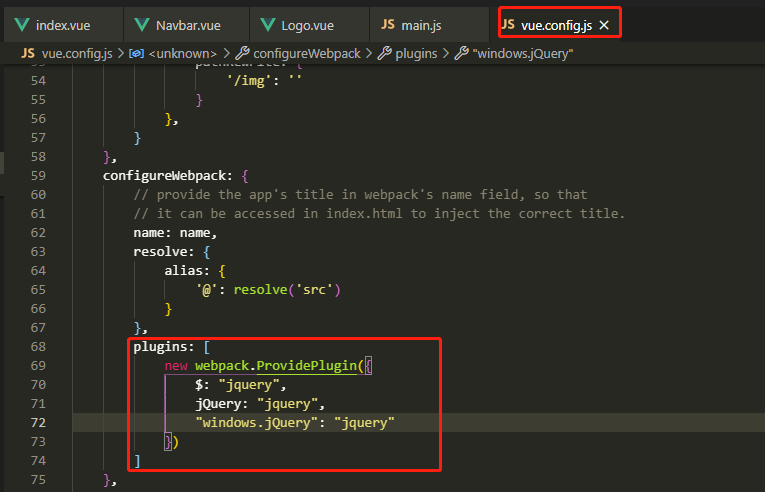 index.vue Navbar.vue Logo.vue JS main.js JS vue.config.js ×
JS vue.config.js > <unknown> > configureWebpack > plugins > "windows.jQuery"
54 '/img': ''
55 }
56 },
57 }
58 },
59 configureWebpack: {
60 // provide the app's title in webpack's name field, so that
61 // it can be accessed in index.html to inject the correct title.
62 name: name,
63 resolve: {
64 alias: {
65 '@': resolve('src')
66 }
67 },
68 plugins: [
69 new webpack.ProvidePlugin({
70 $: "jquery",
71 jQuery: "jquery",
72 "windows.jQuery": "jquery"
73 })
74 ]
75 },